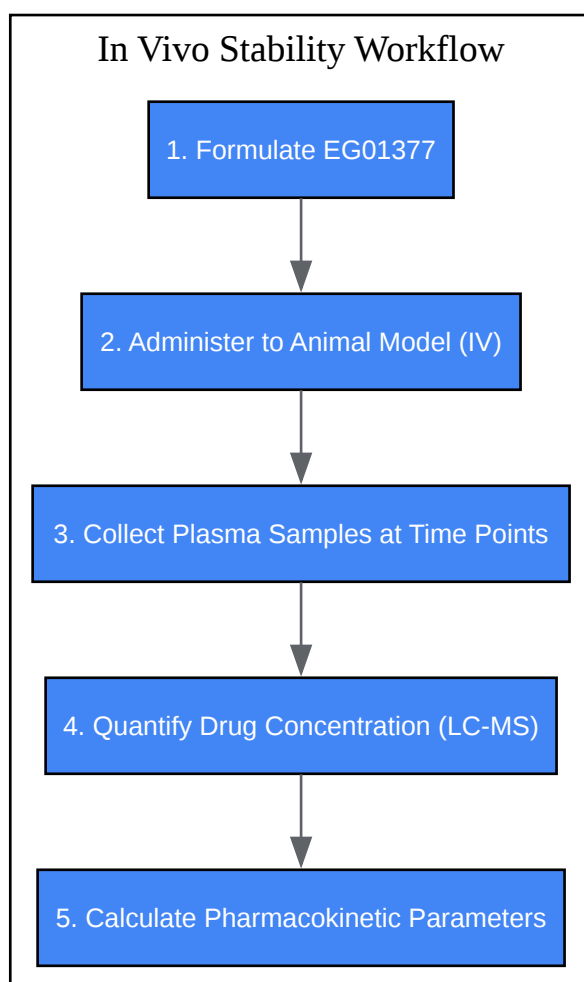 In Vivo Stability Workflow
1. Formulate EG01377
2. Administer to Animal Model (IV)
3. Collect Plasma Samples at Time Points
4. Quantify Drug Concentration (LC-MS)
5. Calculate Pharmacokinetic Parameters